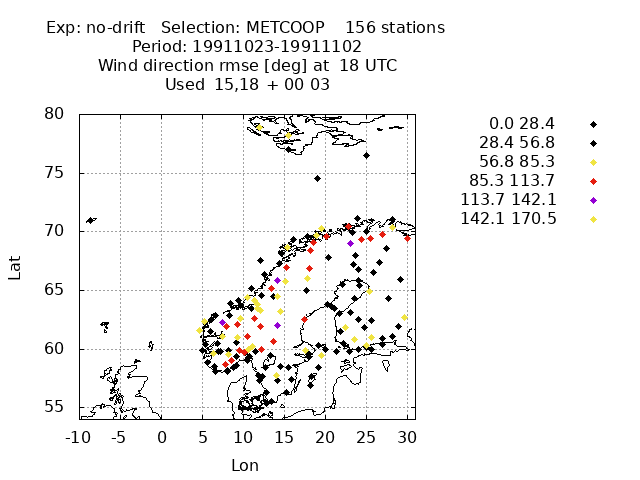 Exp: no-drift   Selection: METCOOP    156 stations
Period: 19911023-19911102
Wind direction rmse [deg] at  18 UTC
Used  15,18 + 00 03
0.0 28.4
28.4 56.8
56.8 85.3
85.3 113.7
113.7 142.1
142.1 170.5
Lat
80
75
70
65
60
55
-10 -5 0 5 10 15 20 25 30
Lon